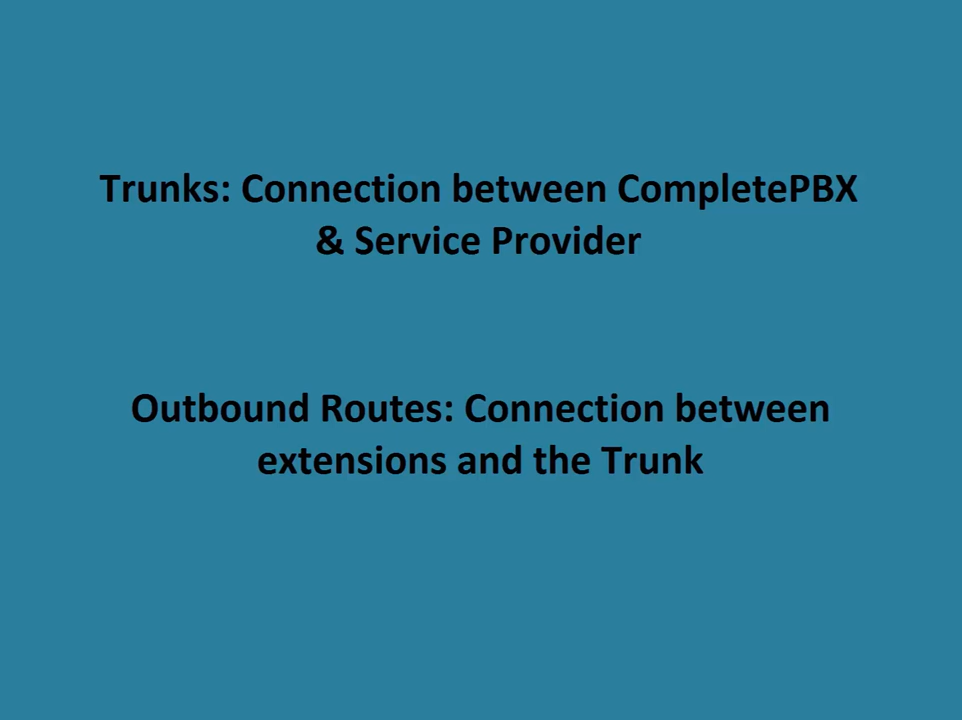 Trunks: Connection between CompletePBX
& Service Provider
Outbound Routes: Connection between
extensions and the Trunk